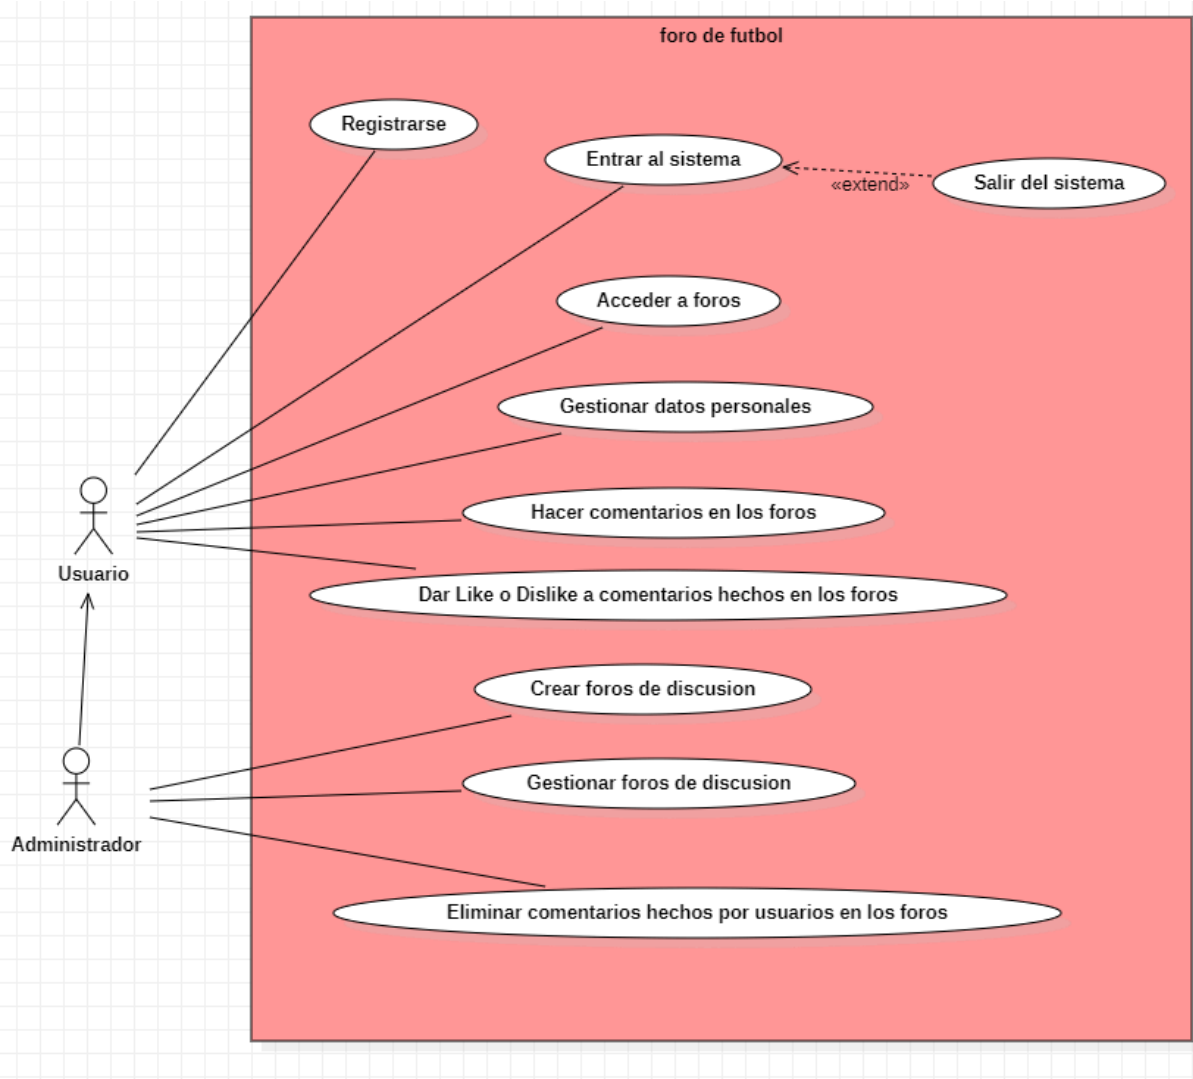 foro de futbol
Registrarse
Entrar al sistema
«extend»
Salir del sistema
Acceder a foros
Gestionar datos personales
Hacer comentarios en los foros
Usuario
Dar Like o Dislike a comentarios hechos en los foros
Crear foros de discusion
Gestionar foros de discusion
Administrador
Eliminar comentarios hechos por usuarios en los foros